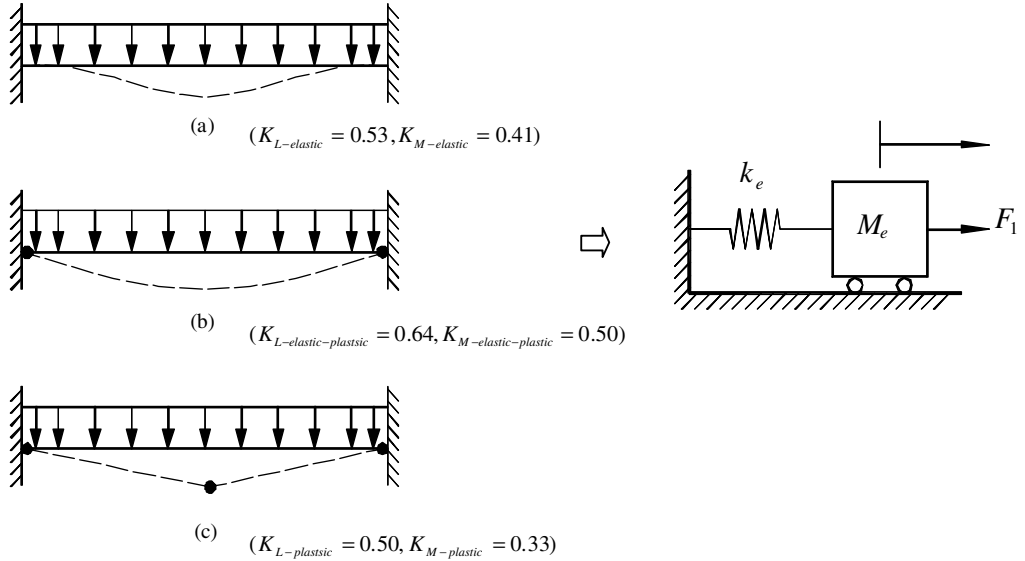 (a)
(K_{L-elastic} = 0.53, K_{M-elastic} = 0.41)
(b)
(K_{L-elastic-plastsic} = 0.64, K_{M-elastic-plastic} = 0.50)
(c)
(K_{L-plastsic} = 0.50, K_{M-plastic} = 0.33)
k_e
M_e
F_1